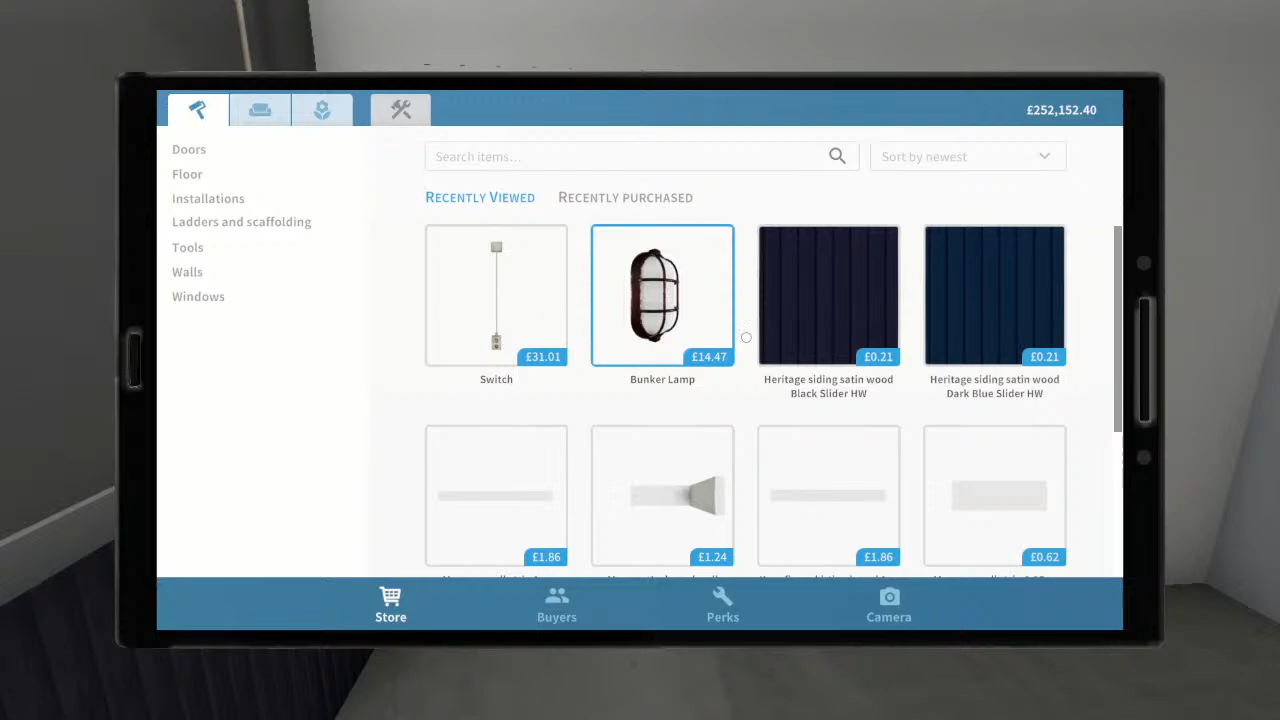 £252,152.40
Doors
Floor
Installations
Ladders and scaffolding
Tools
Walls
Windows
Search items...
Sort by newest
RECENTLY VIEWED
RECENTLY PURCHASED
£31.01
£14.47
£0.21
£0.21
Switch
Bunker Lamp
Heritage siding satin wood
Black Slider HW
Heritage siding satin wood
Dark Blue Slider HW
£1.86
£1.24
£1.86
£0.62
Store
Buyers
Perks
Camera